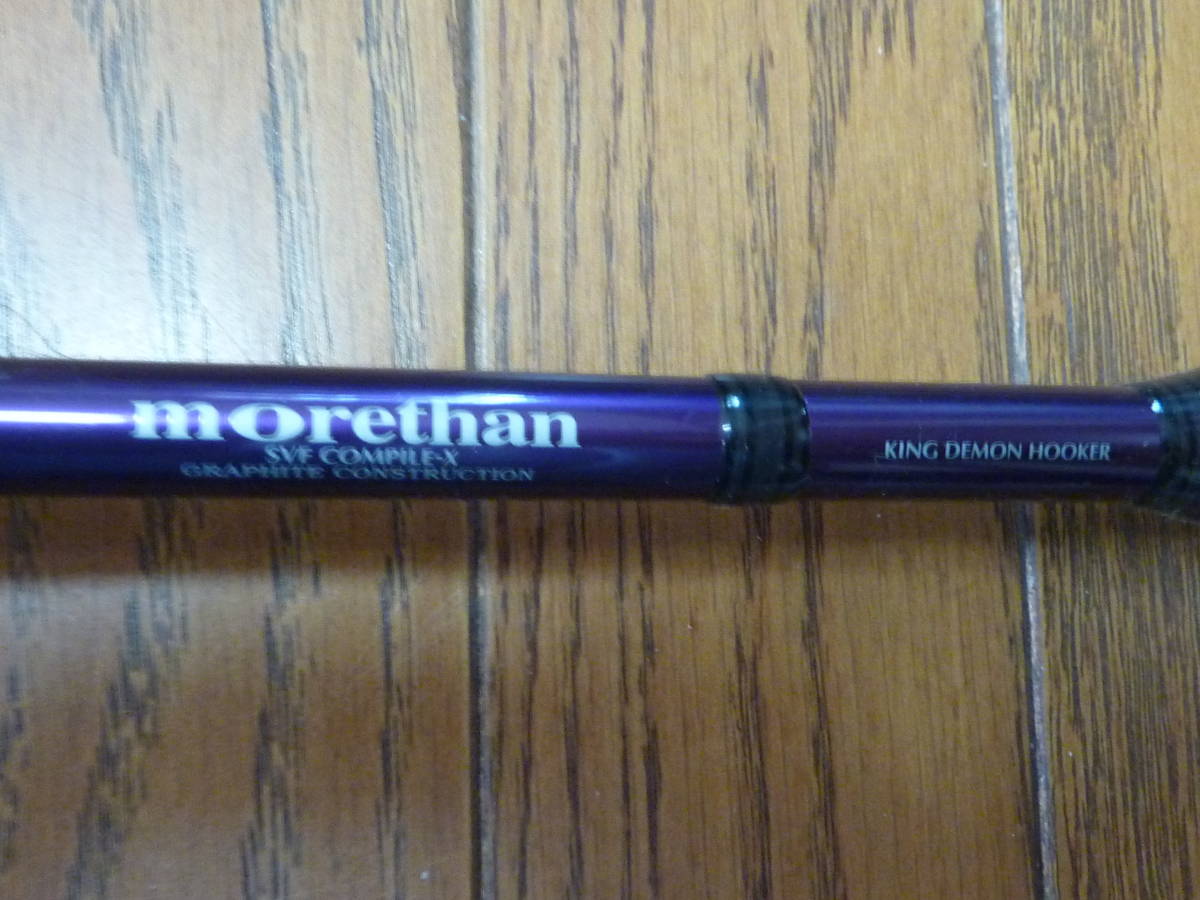 morethan
SVF COMPILE-X
GRAPHITE CONSTRUCTION
KING DEMON HOOKER